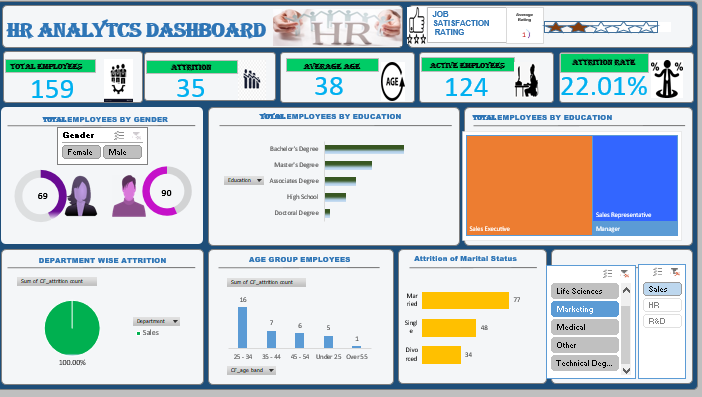 HR ANALYTCS DASHBOARD
HR
JOB
SATISFACTION
RATING
Average
Rating
1 )
TOTAL EMPLOYEES
159
ATTRITION
35
AVERAGE AGE
38
AGE
ACTIVE EMPLOYEES
124
ATTRITION RATE
22.01%
TOTAL EMPLOYEES BY GENDER
Gender
Female
Male
69
90
TOTAL EMPLOYEES BY EDUCATION
Education
Bachelor's Degree
Master's Degree
Associates Degree
High School
Doctoral Degree
TOTAL EMPLOYEES BY EDUCATION
Sales Executive
Sales Representative
Manager
DEPARTMENT WISE ATTRITION
Sum of CF_attrition count
Department
Sales
100.00%
AGE GROUP EMPLOYEES
Sum of CF_attrition count
16
7
6
5
1
25 - 34
35 - 44
45 - 54
Under 25
Over 55
CF_age band
Attrition of Marital Status
Mar
ried
77
Singl
e
48
Divo
rced
34
Life Sciences
Marketing
Medical
Other
Technical Deg...
Sales
HR
R&D